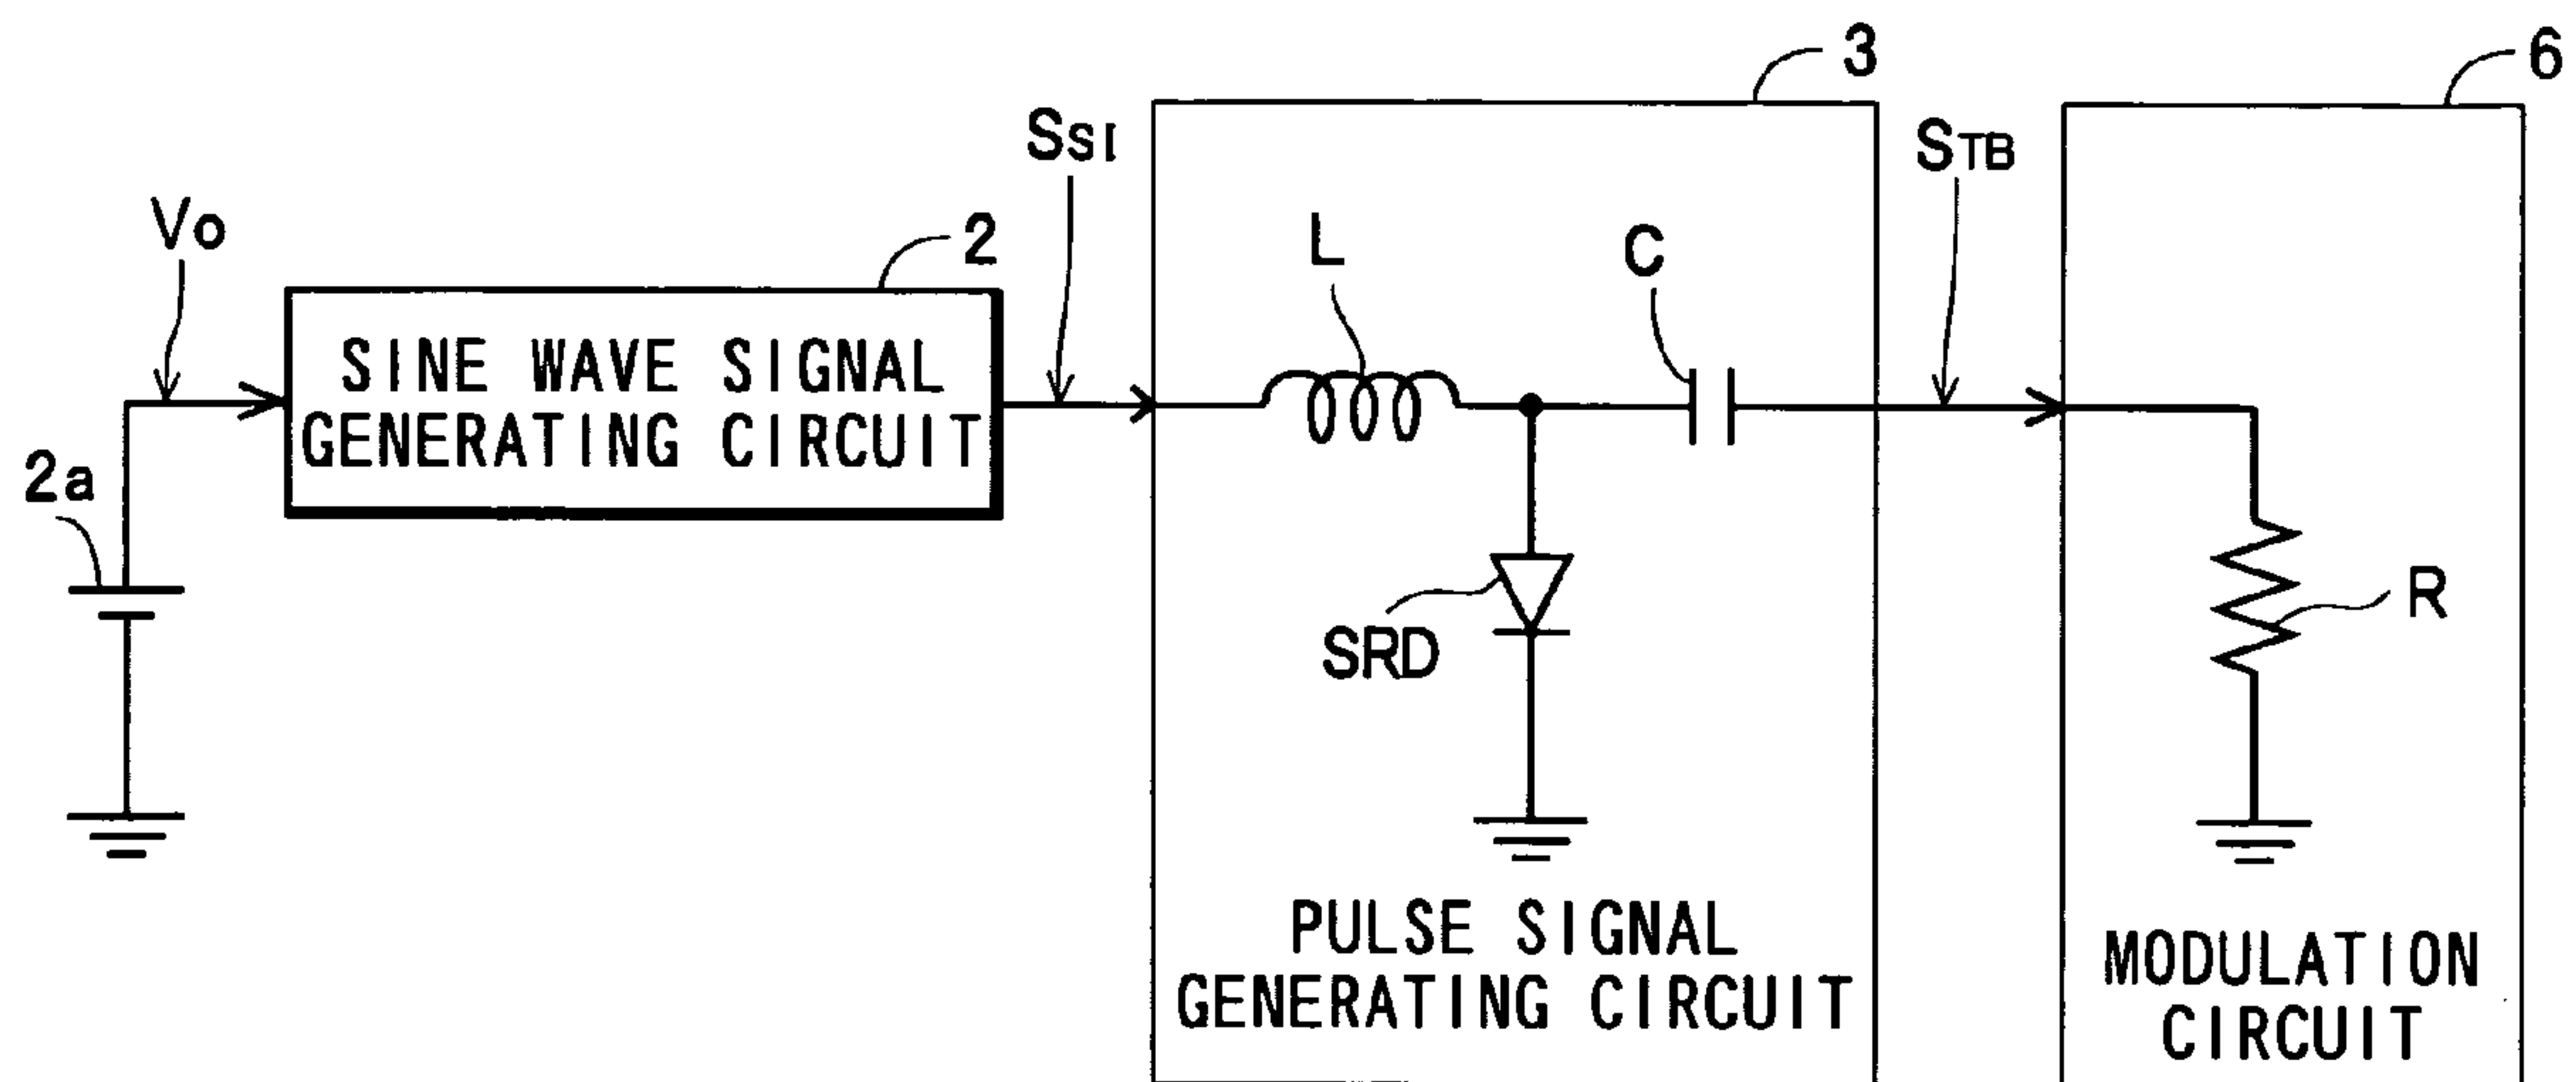 3
6
SSI
STB
Vo
2
L
C
SINE WAVE SIGNAL
GENERATING CIRCUIT
2a
R
SRD
PULSE SIGNAL
GENERATING CIRCUIT
MODULATION
CIRCUIT